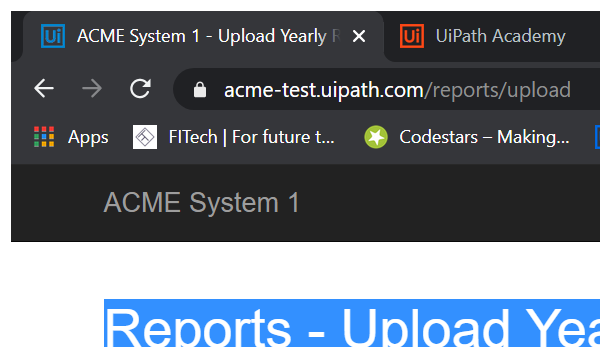 Ui ACME System 1 - Upload Yearly R Ui UiPath Academy
acme-test.uipath.com/reports/upload
Apps FITech | For future t... Codestars – Making...
ACME System 1
Reports - Upload Yea